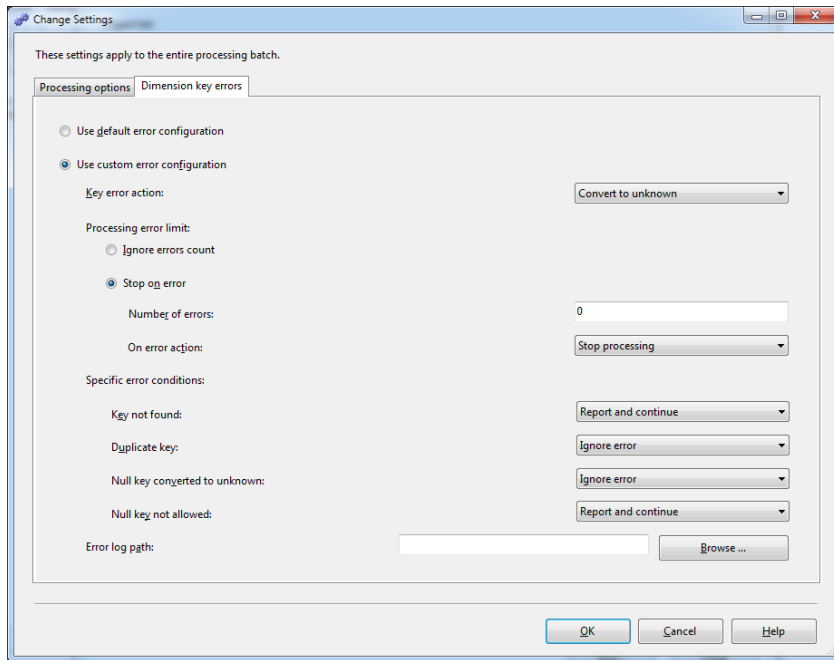 Change Settings
These settings apply to the entire processing batch.
Processing options Dimension key errors
Use default error configuration
Use custom error configuration
Key error action: Convert to unknown
Processing error limit:
Ignore errors count
Stop on error
Number of errors: 0
On error action: Stop processing
Specific error conditions:
Key not found: Report and continue
Duplicate key: Ignore error
Null key converted to unknown: Ignore error
Null key not allowed: Report and continue
Error log path: Browse ...
OK Cancel Help